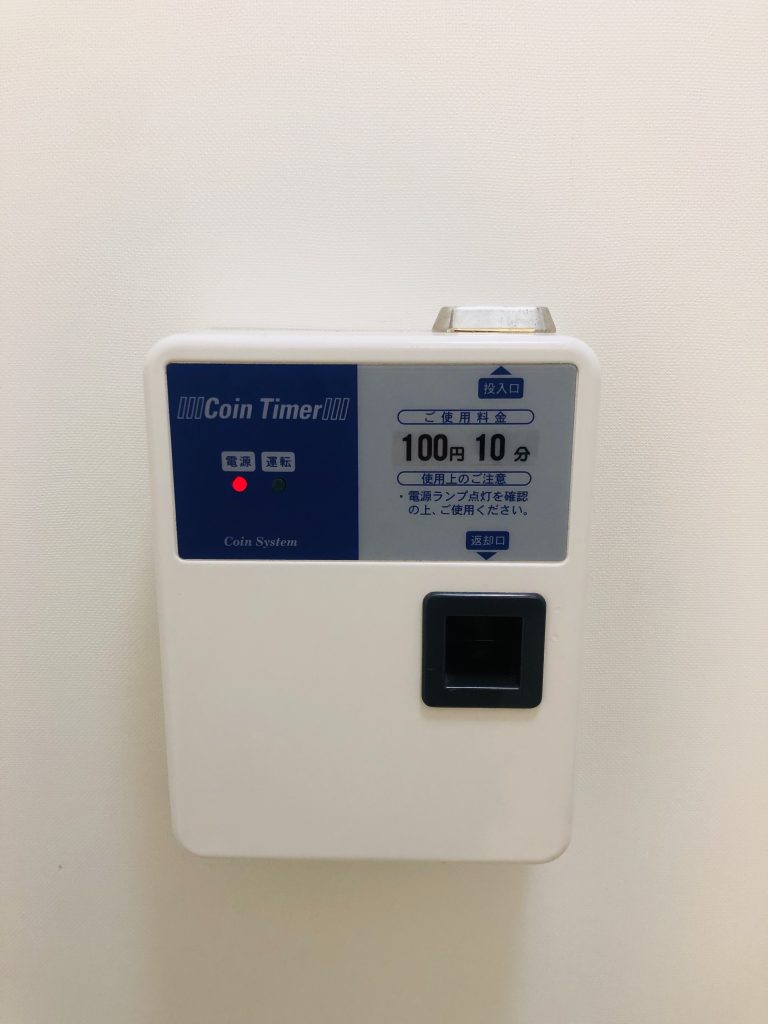 Coin Timer
電源 運転
Coin System
投入口
ご使用料金
100円 10分
使用上のご注意
・電源ランプ点灯を確認
の上、ご使用ください。
返却口